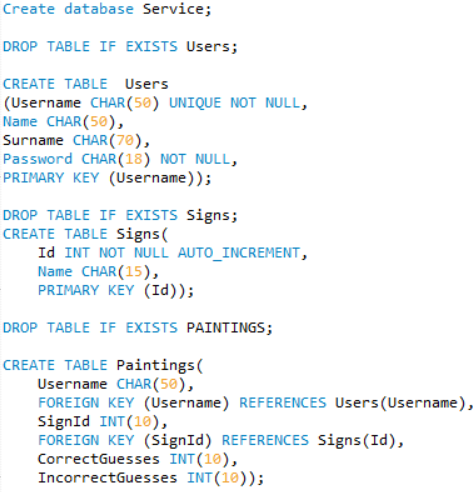 Create database Service;
DROP TABLE IF EXISTS Users;
CREATE TABLE  Users
(Username CHAR(50) UNIQUE NOT NULL,
Name CHAR(50),
Surname CHAR(70),
Password CHAR(18) NOT NULL,
PRIMARY KEY (Username));
DROP TABLE IF EXISTS Signs;
CREATE TABLE Signs(
    Id INT NOT NULL AUTO_INCREMENT,
    Name CHAR(15),
    PRIMARY KEY (Id));
DROP TABLE IF EXISTS PAINTINGS;
CREATE TABLE Paintings(
    Username CHAR(50),
    FOREIGN KEY (Username) REFERENCES Users(Username),
    SignId INT(10),
    FOREIGN KEY (SignId) REFERENCES Signs(Id),
    CorrectGuesses INT(10),
    IncorrectGuesses INT(10));